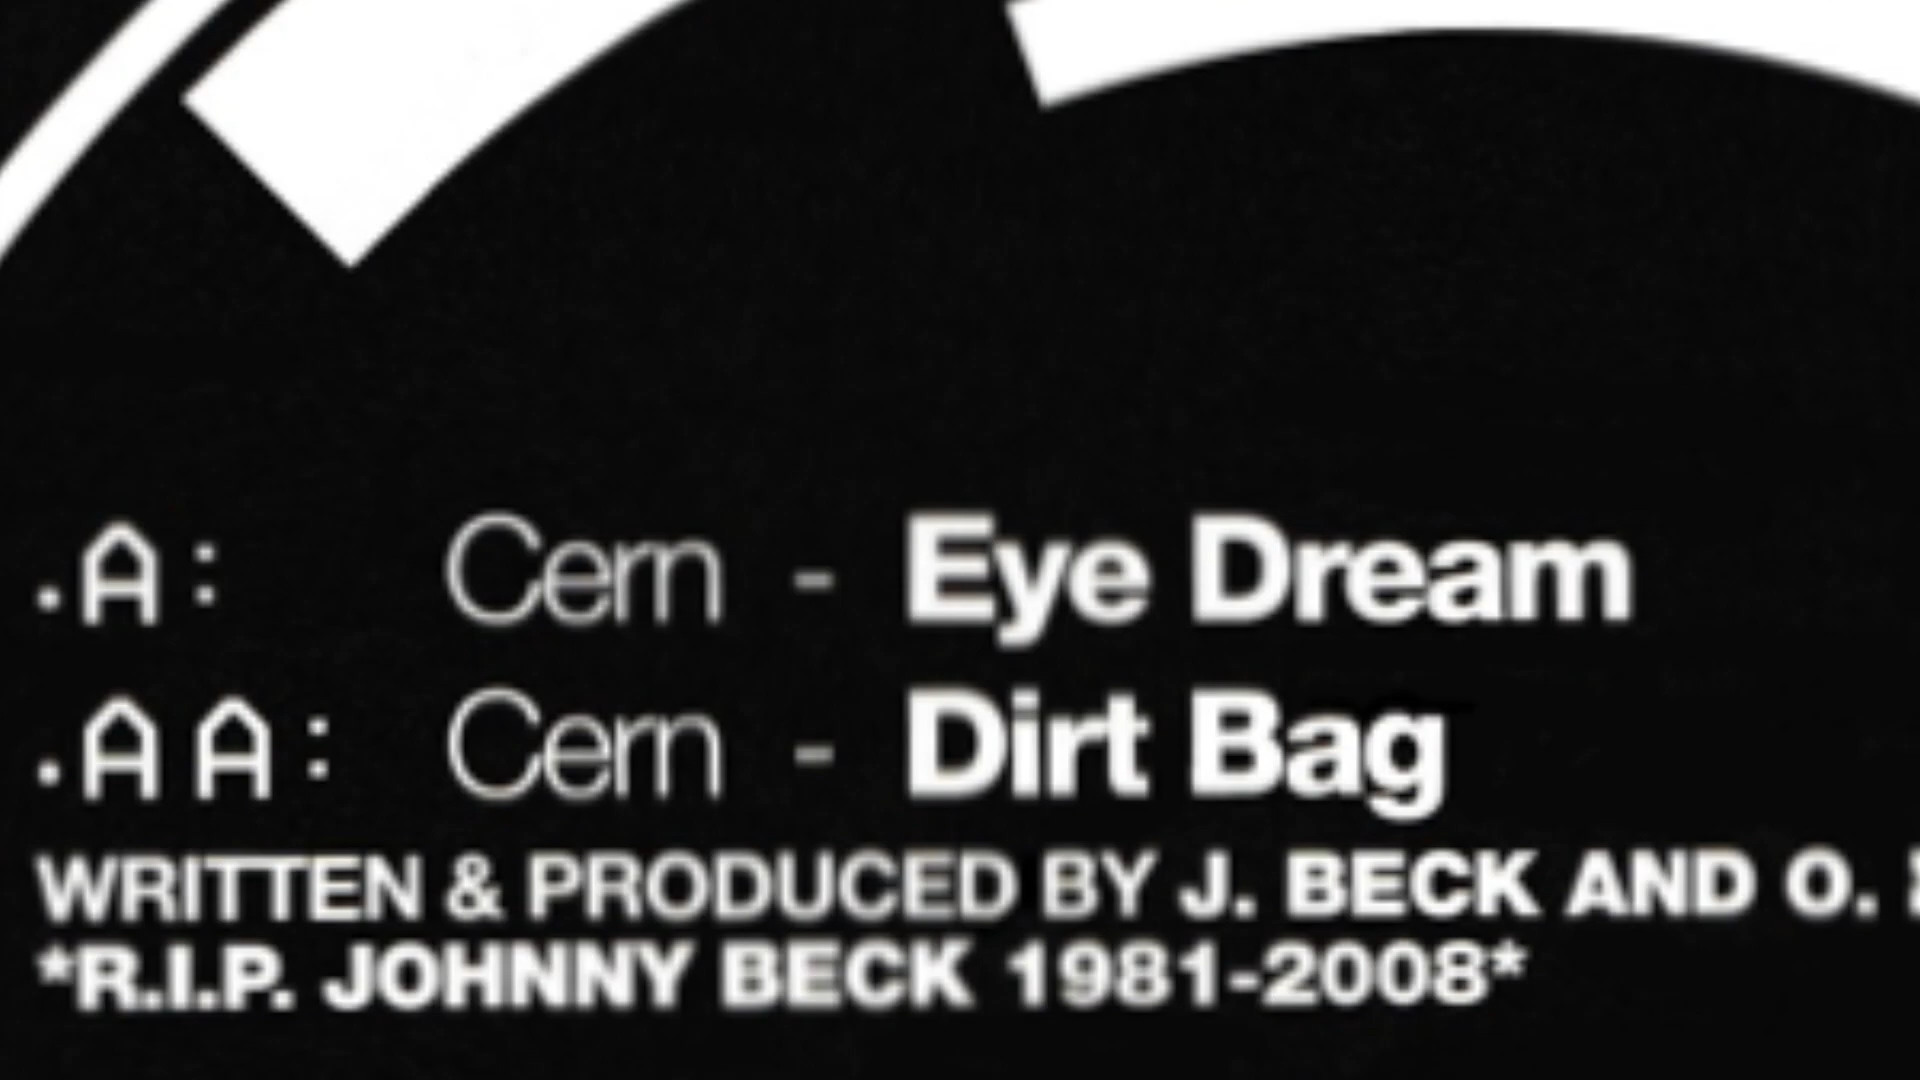 .A: Cern - Eye Dream
.AA: Cern - Dirt Bag
WRITTEN & PRODUCED BY J. BECK AND O.
*R.I.P. JOHNNY BECK 1981-2008*